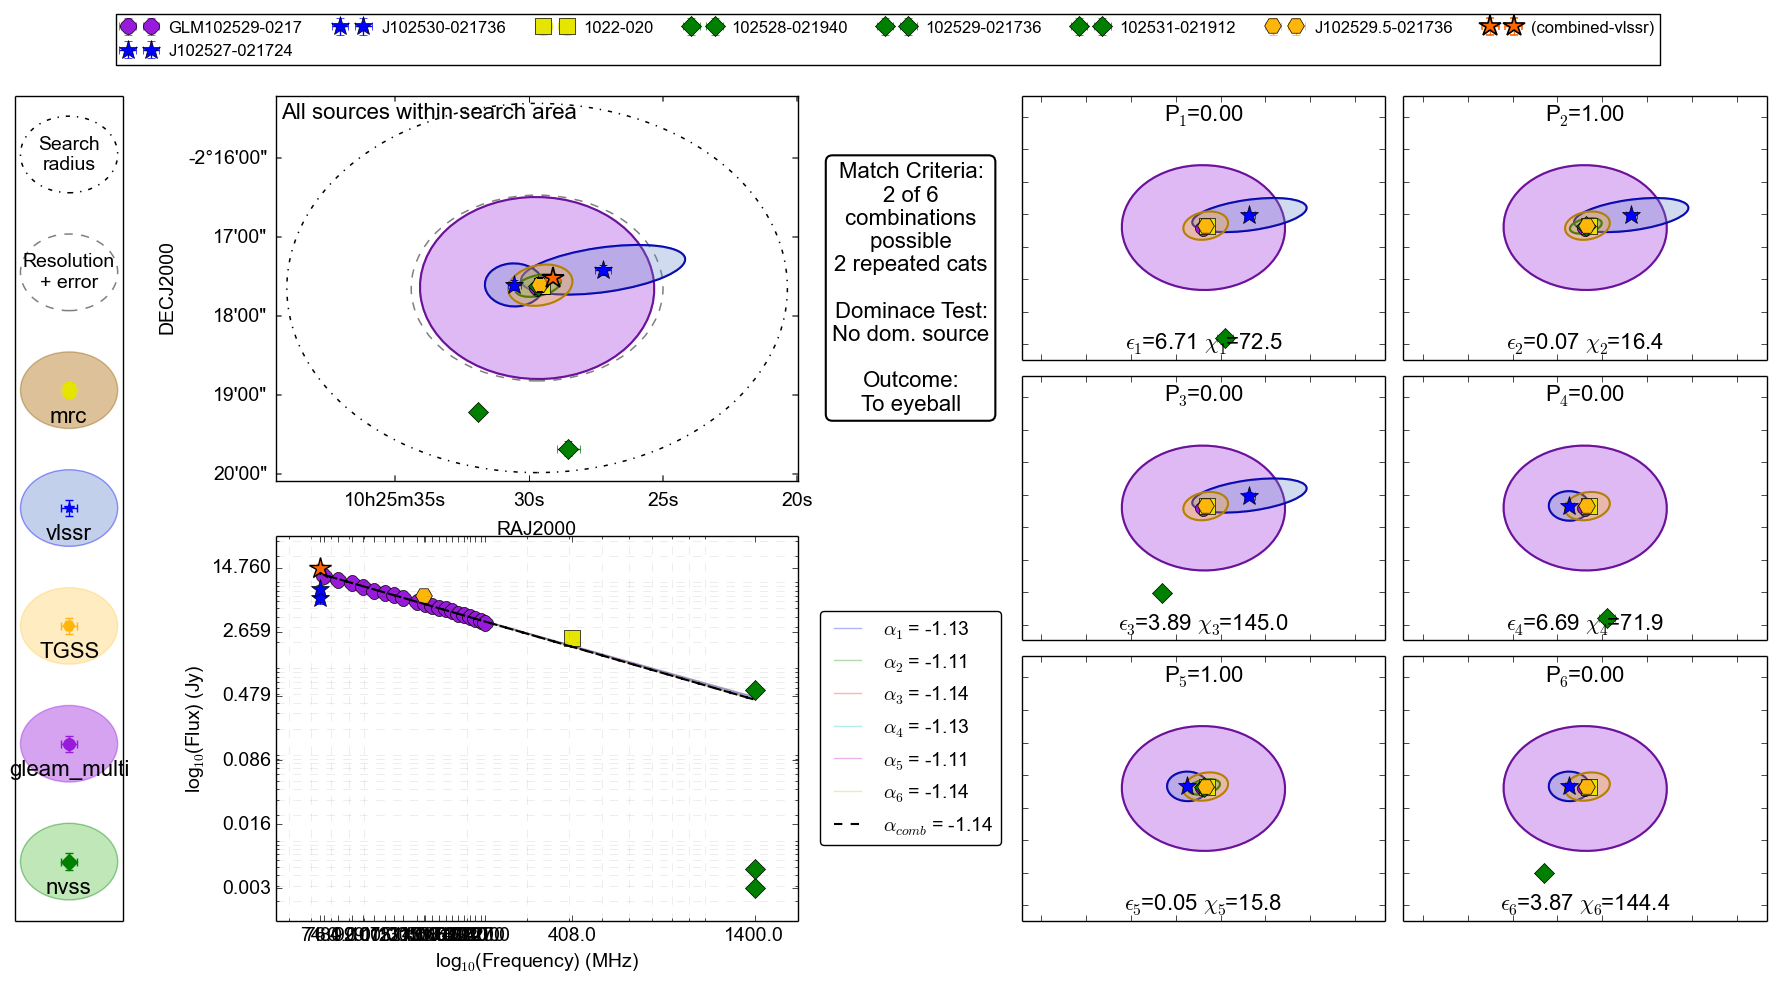 GLM102529-0217 J102530-021736 1022-020 102528-021940 102529-021736 102531-021912 J102529.5-021736 (combined-vlssr)
J102527-021724
Search
radius
Resolution
+ error
mrc
vlssr
TGSS
gleam_multi
nvss
All sources within search area
DECJ2000
-2°16'00"
17'00"
18'00"
19'00"
20'00"
10h25m35s 30s 25s 20s
RAJ2000
log10(Flux) (Jy)
14.760
2.659
0.479
0.086
0.016
0.003
408.0 1400.0
log10(Frequency) (MHz)
Match Criteria:
2 of 6
combinations
possible
2 repeated cats
Dominace Test:
No dom. source
Outcome:
To eyeball
α1 = -1.13
α2 = -1.11
α3 = -1.14
α4 = -1.13
α5 = -1.11
α6 = -1.14
αcomb = -1.14
P1=0.00
ϵ1=6.71 χ1=72.5
P2=1.00
ϵ2=0.07 χ2=16.4
P3=0.00
ϵ3=3.89 χ3=145.0
P4=0.00
ϵ4=6.69 χ4=71.9
P5=1.00
ϵ5=0.05 χ5=15.8
P6=0.00
ϵ6=3.87 χ6=144.4